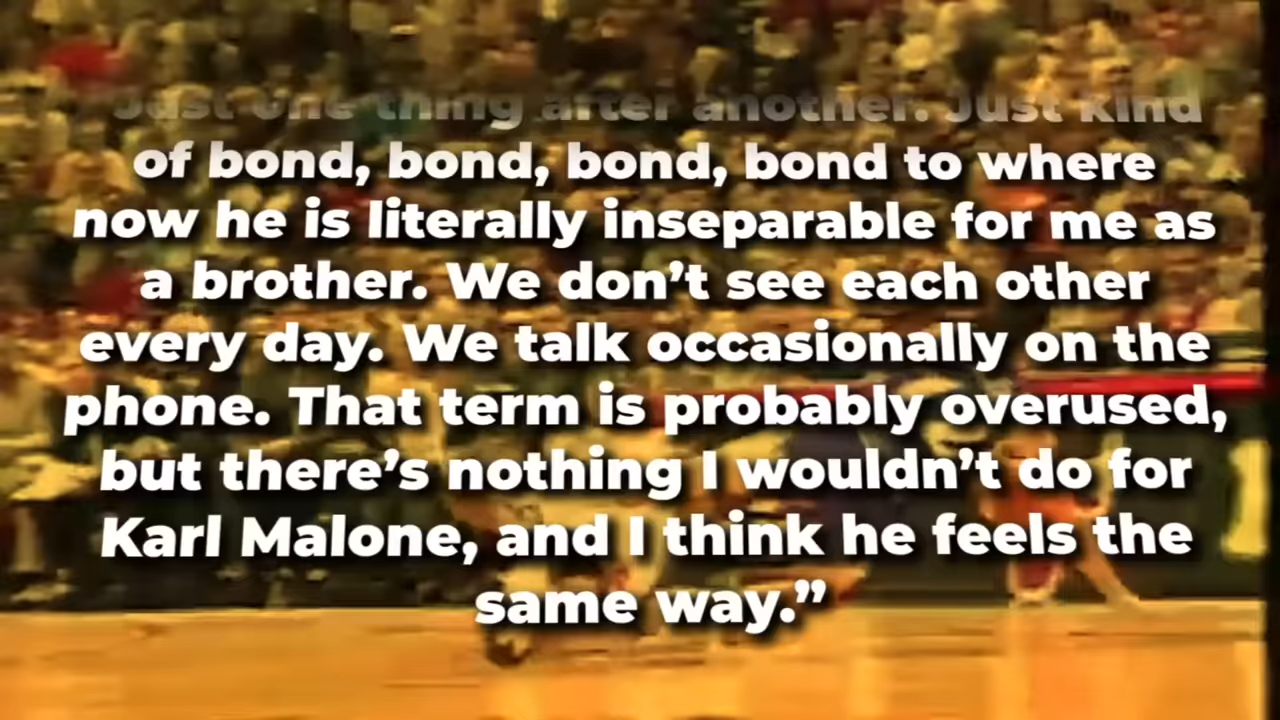 Just one thing after another. Just kind
of bond, bond, bond, bond to where
now he is literally inseparable for me as
a brother. We don’t see each other
every day. We talk occasionally on the
phone. That term is probably overused,
but there’s nothing I wouldn’t do for
Karl Malone, and I think he feels the
same way.”